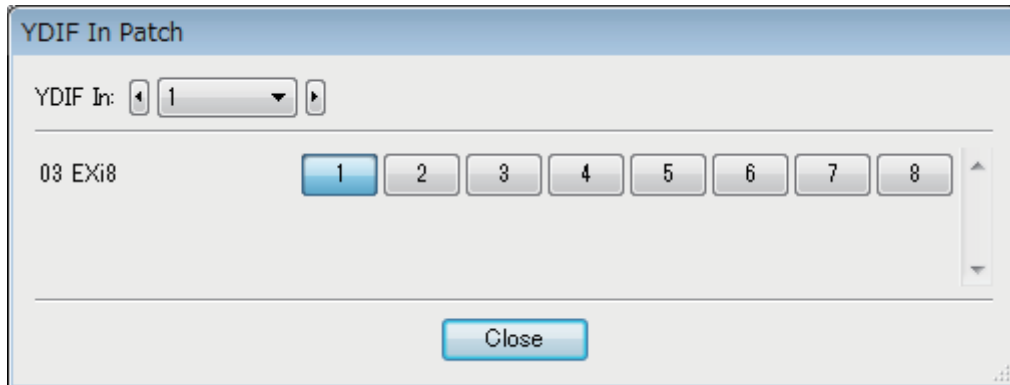 YDIF In Patch
YDIF In: 1
03 EXi8 1 2 3 4 5 6 7 8
Close